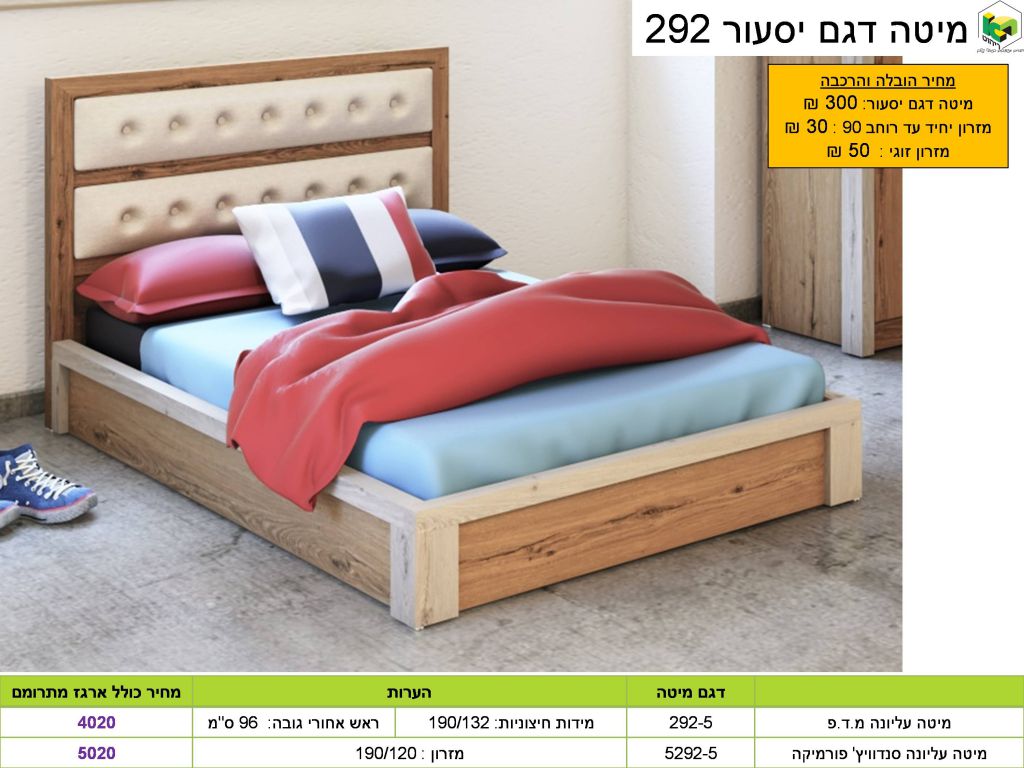 מיטה דגם יסעור 292
מחיר הובלה והרכבה
מיטה דגם יסעור: 300 ₪
מזרון יחיד עד רוחב 90 : 30 ₪
מזרון זוגי : 50 ₪
דגם מיטה הערות מחיר כולל ארגז מתרומם
מיטה עליונה מ.ד.פ 292-5 מידות חיצוניות: 190/132 ראש אחורי גובה: 96 ס"מ 4020
מיטה עליונה סנדוויץ' פורמיקה 5292-5 מזרון : 190/120 5020